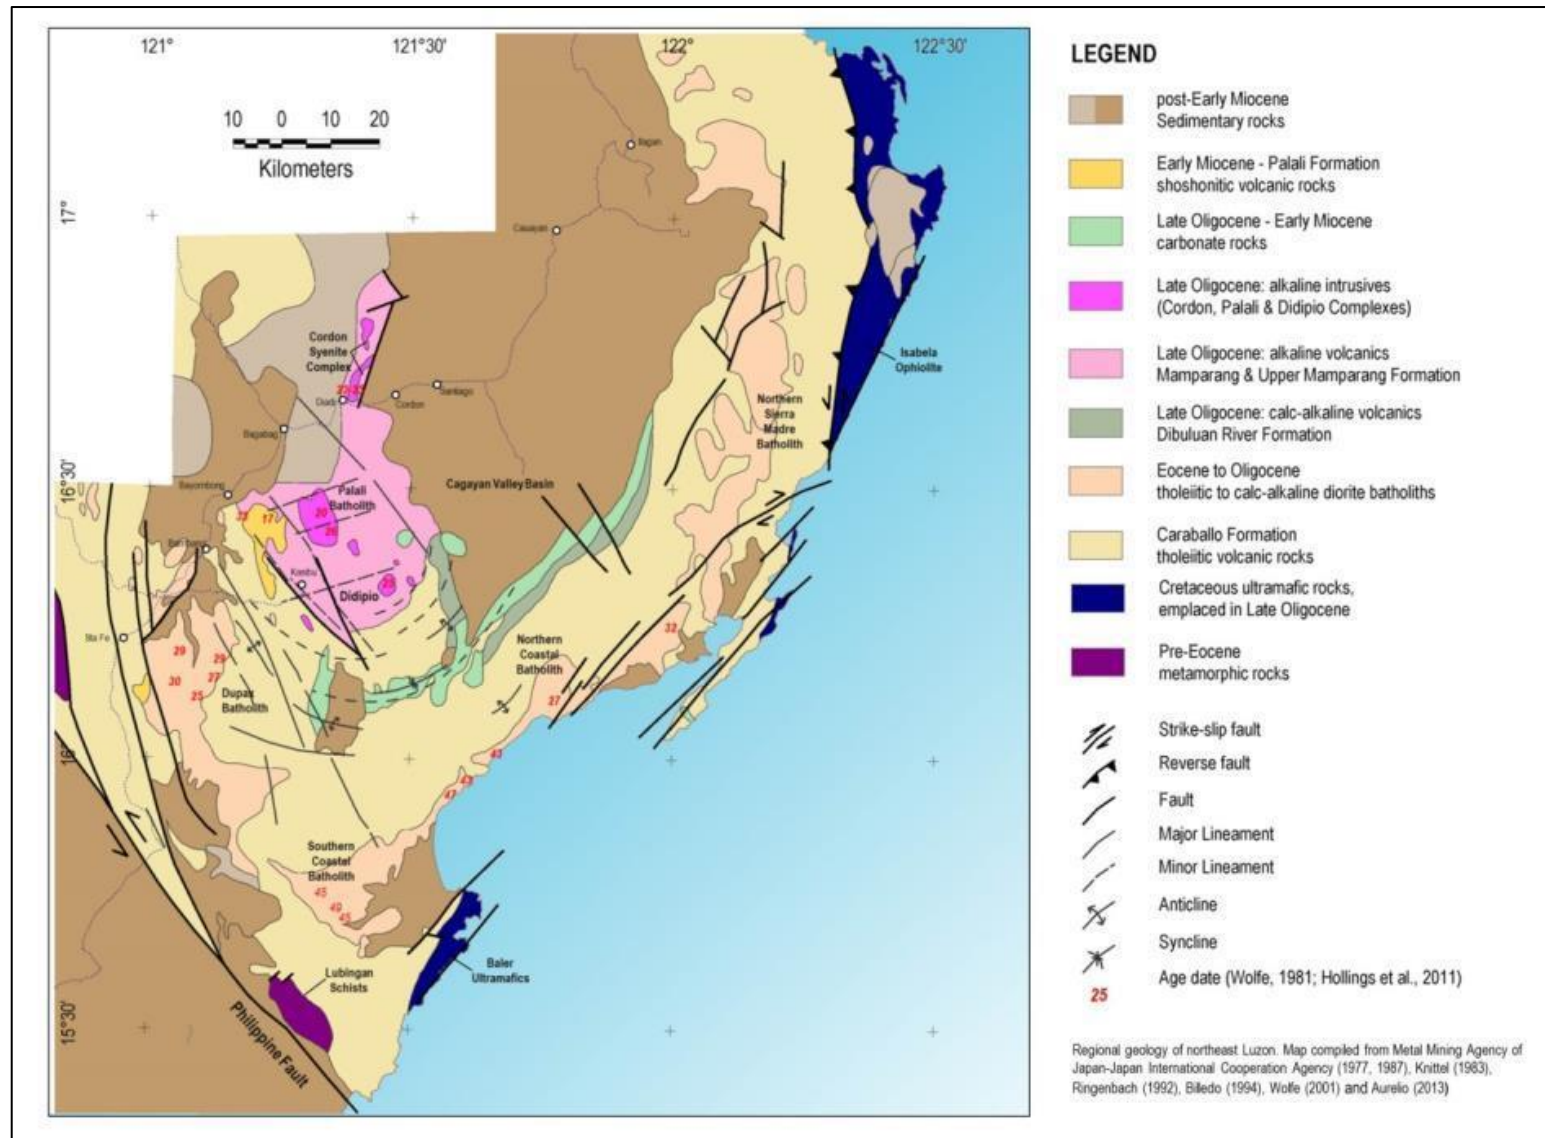 121°
121°30'
122°
122°30'
10 0 10 20
Kilometers
17°
16°30'
16°
15°30'
Ilagan
Cauayan
Cordon
Syenite
Complex
Diadi
Cordon
Santiago
Bagabag
Bayombong
Palali
Batholith
Cagayan Valley Basin
Northern
Sierra
Madre
Batholith
Isabela
Ophiolite
33
17
20
26
Kasibu
25
Didipio
Sta Fe
29
29
30
27
25
Dupax
Batholith
Northern
Coastal
Batholith
32
27
43
43
47
Southern
Coastal
Batholith
45
49
45
Lubingan
Schists
Baler
Ultramafics
Philippine Fault
LEGEND
post-Early Miocene
Sedimentary rocks
Early Miocene - Palali Formation
shoshonitic volcanic rocks
Late Oligocene - Early Miocene
carbonate rocks
Late Oligocene: alkaline intrusives
(Cordon, Palali & Didipio Complexes)
Late Oligocene: alkaline volcanics
Mamparang & Upper Mamparang Formation
Late Oligocene: calc-alkaline volcanics
Dibuluan River Formation
Eocene to Oligocene
tholeiitic to calc-alkaline diorite batholiths
Caraballo Formation
tholeiitic volcanic rocks
Cretaceous ultramafic rocks,
emplaced in Late Oligocene
Pre-Eocene
metamorphic rocks
Strike-slip fault
Reverse fault
Fault
Major Lineament
Minor Lineament
Anticline
Syncline
Age date (Wolfe, 1981; Hollings et al., 2011)
25
Regional geology of northeast Luzon. Map compiled from Metal Mining Agency of
Japan-Japan International Cooperation Agency (1977, 1987), Knittel (1983),
Ringenbach (1992), Billedo (1994), Wolfe (2001) and Aurelio (2013)